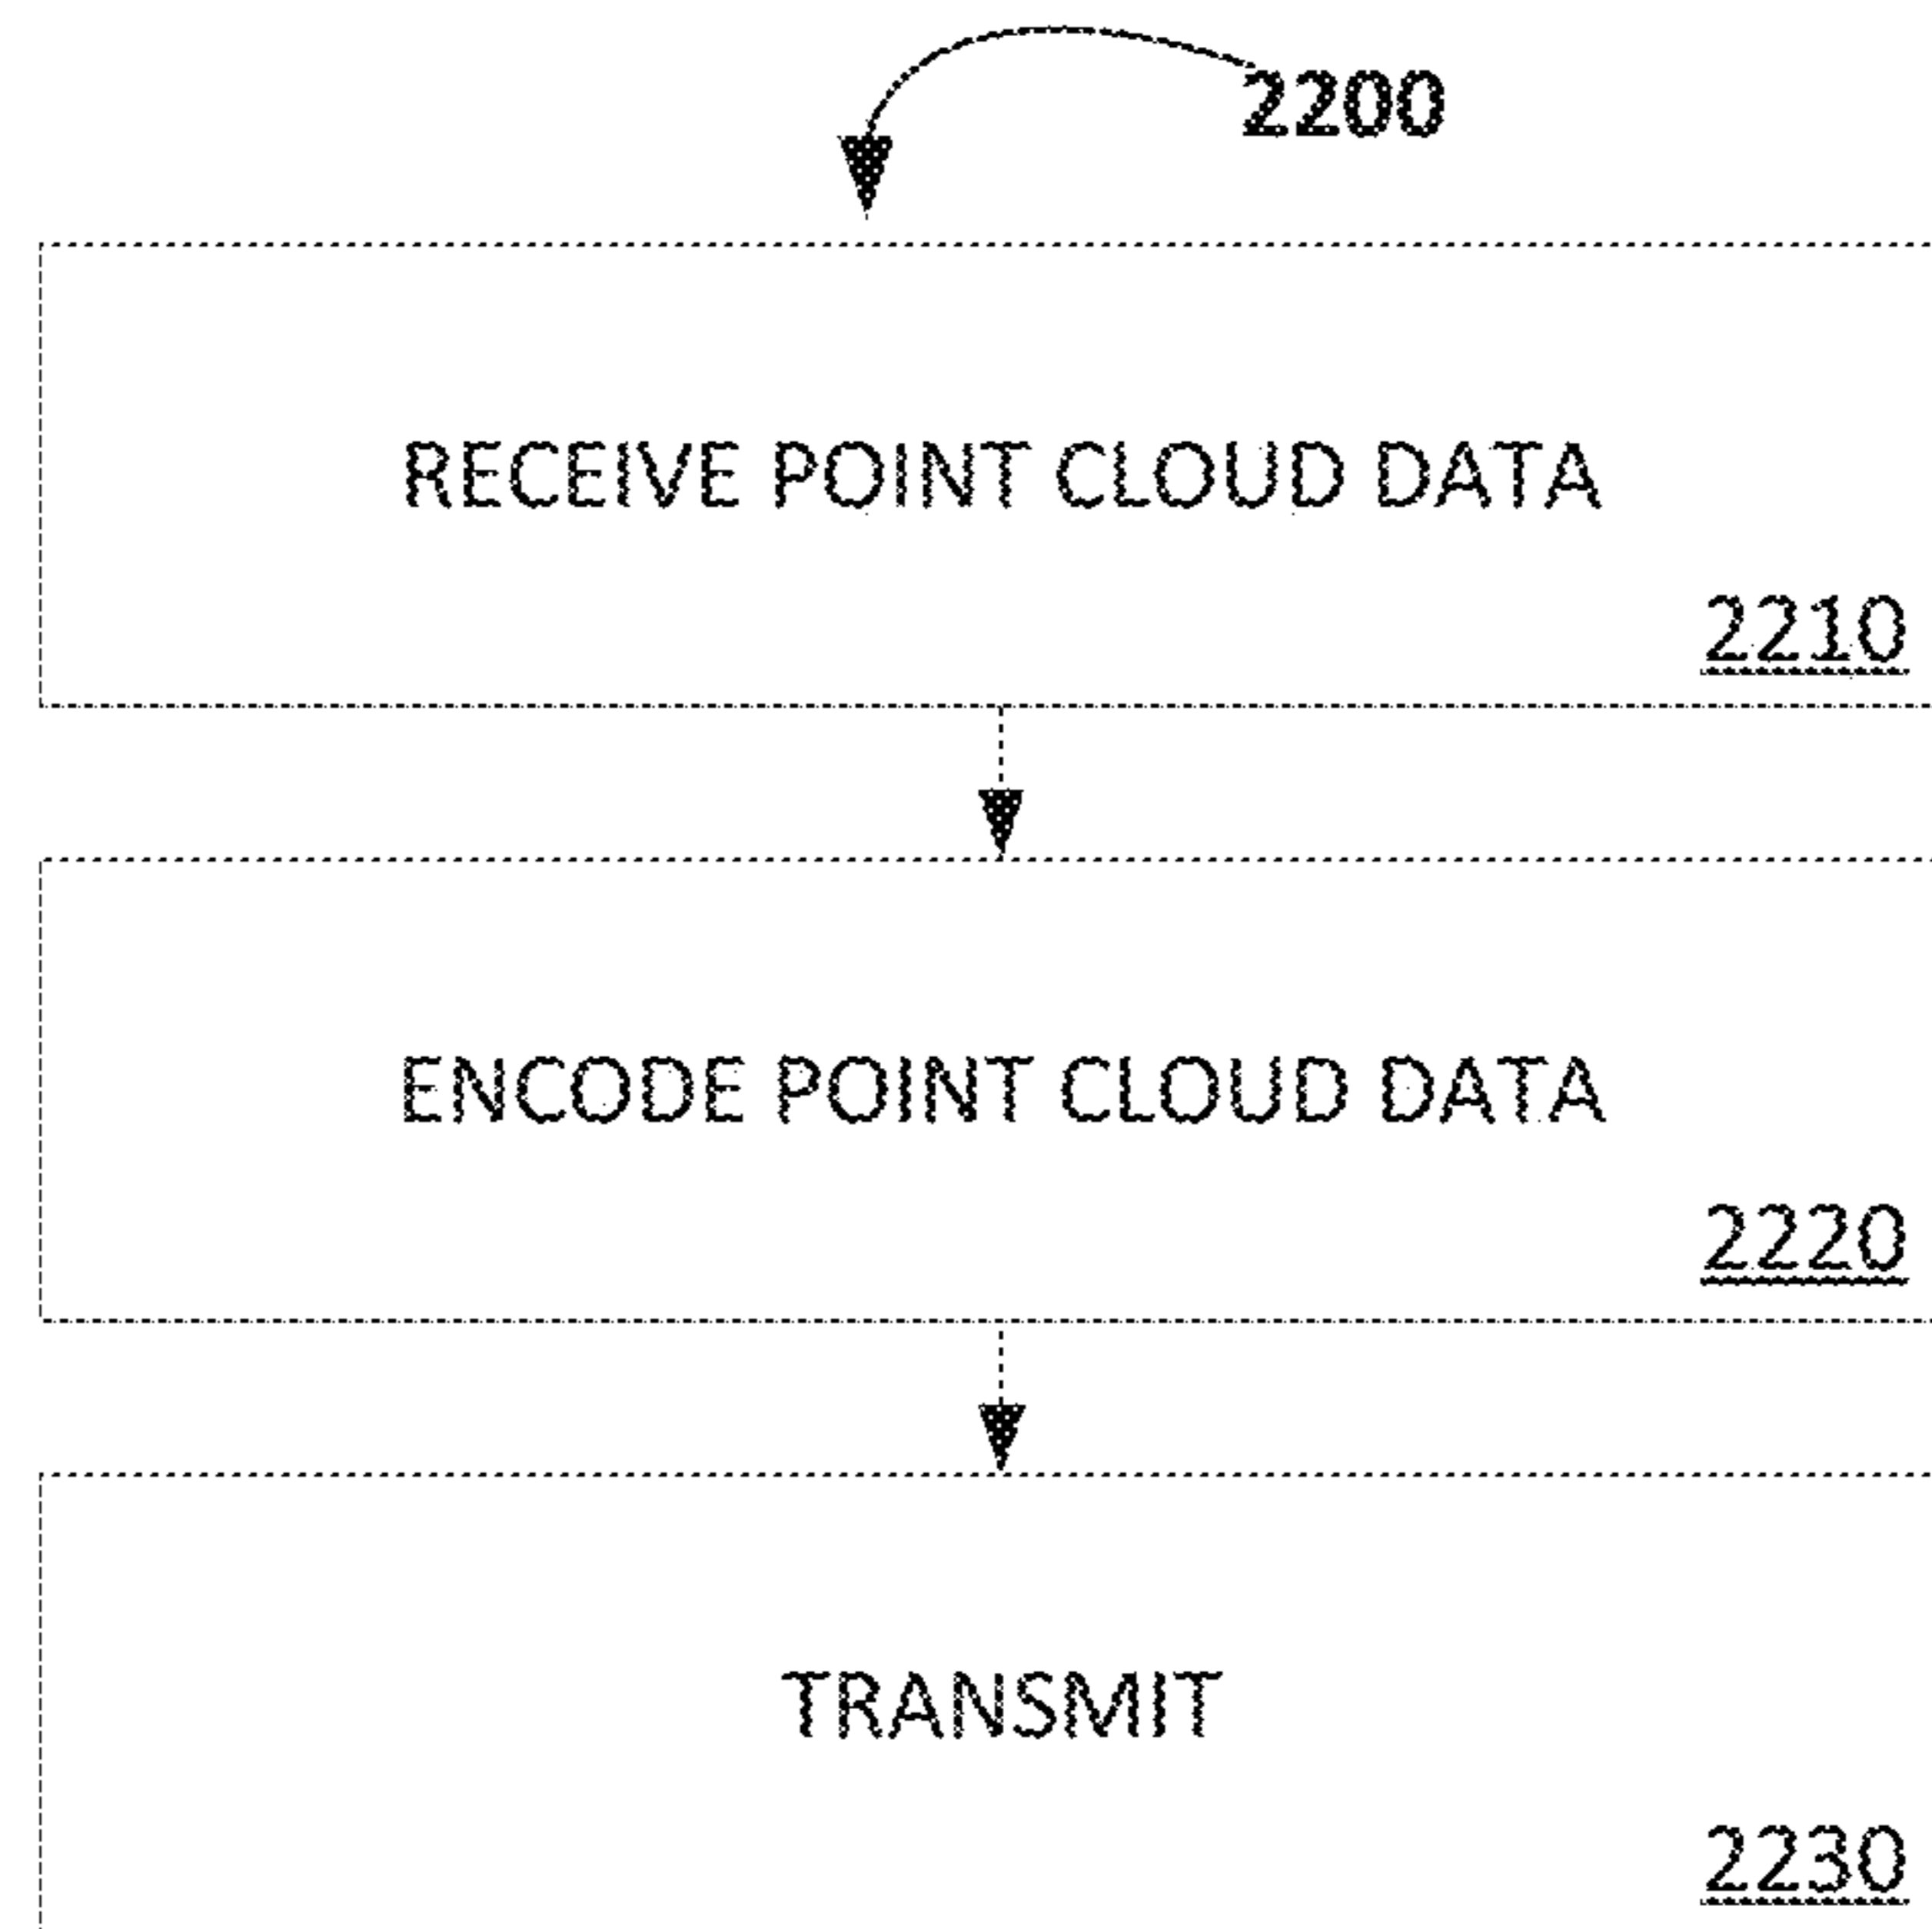 2200
RECEIVE POINT CLOUD DATA
2210
ENCODE POINT CLOUD DATA
2220
TRANSMIT
2230